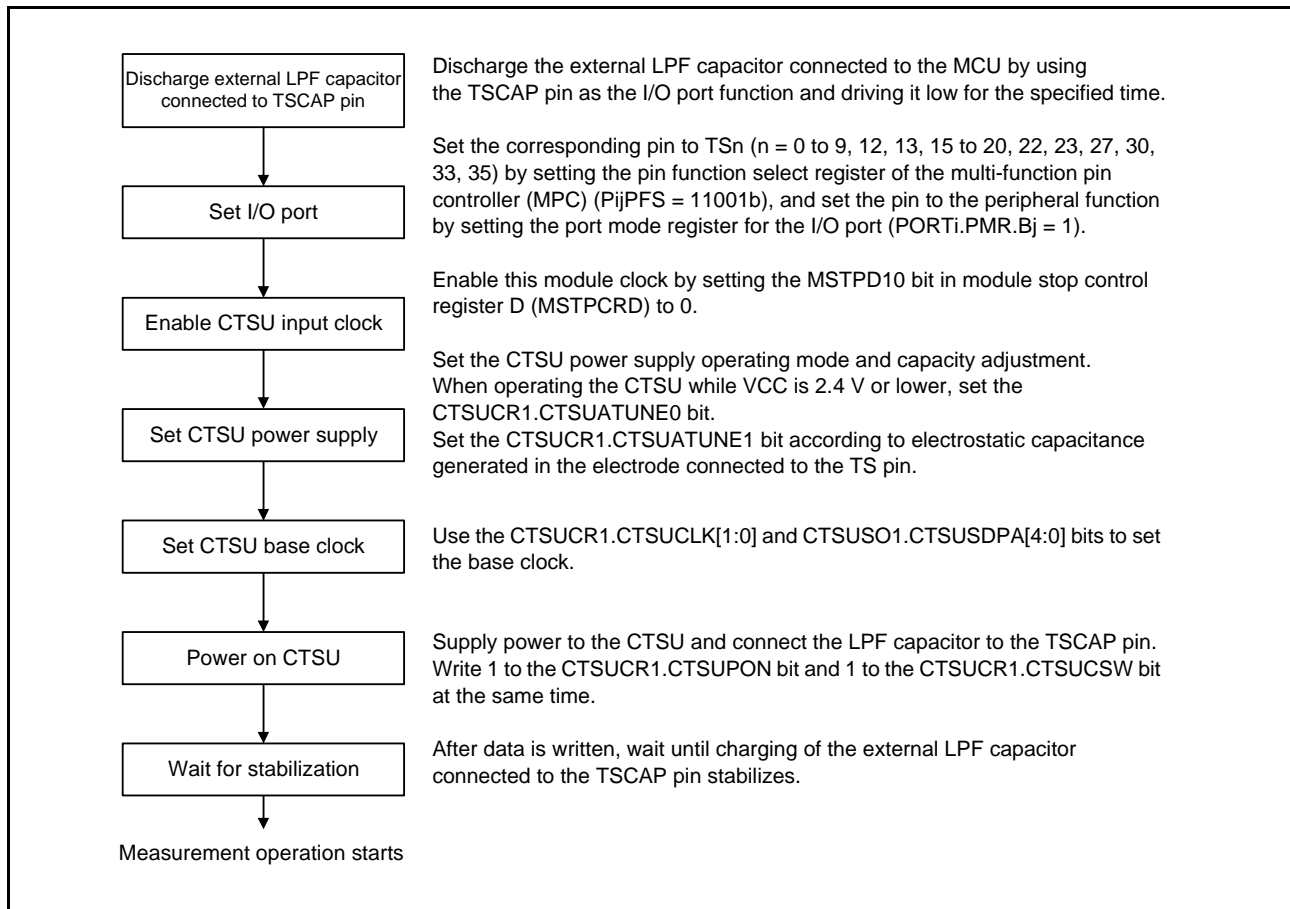 Discharge external LPF capacitor
connected to TSCAP pin
Discharge the external LPF capacitor connected to the MCU by using
the TSCAP pin as the I/O port function and driving it low for the specified time.
Set I/O port
Set the corresponding pin to TSn (n = 0 to 9, 12, 13, 15 to 20, 22, 23, 27, 30,
33, 35) by setting the pin function select register of the multi-function pin
controller (MPC) (PijPFS = 11001b), and set the pin to the peripheral function
by setting the port mode register for the I/O port (PORTi.PMR.Bj = 1).
Enable CTSU input clock
Enable this module clock by setting the MSTPD10 bit in module stop control
register D (MSTPCRD) to 0.
Set CTSU power supply
Set the CTSU power supply operating mode and capacity adjustment.
When operating the CTSU while VCC is 2.4 V or lower, set the
CTSUCR1.CTSUATUNE0 bit.
Set the CTSUCR1.CTSUATUNE1 bit according to electrostatic capacitance
generated in the electrode connected to the TS pin.
Set CTSU base clock
Use the CTSUCR1.CTSUCLK[1:0] and CTSUSO1.CTSUSDPA[4:0] bits to set
the base clock.
Power on CTSU
Supply power to the CTSU and connect the LPF capacitor to the TSCAP pin.
Write 1 to the CTSUCR1.CTSUPON bit and 1 to the CTSUCR1.CTSUCSW bit
at the same time.
Wait for stabilization
After data is written, wait until charging of the external LPF capacitor
connected to the TSCAP pin stabilizes.
Measurement operation starts